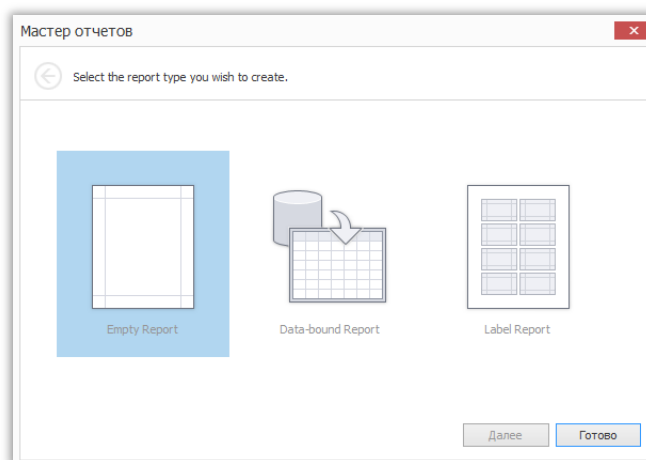 Мастер отчетов
Select the report type you wish to create.
Empty Report
Data-bound Report
Label Report
Далее
Готово